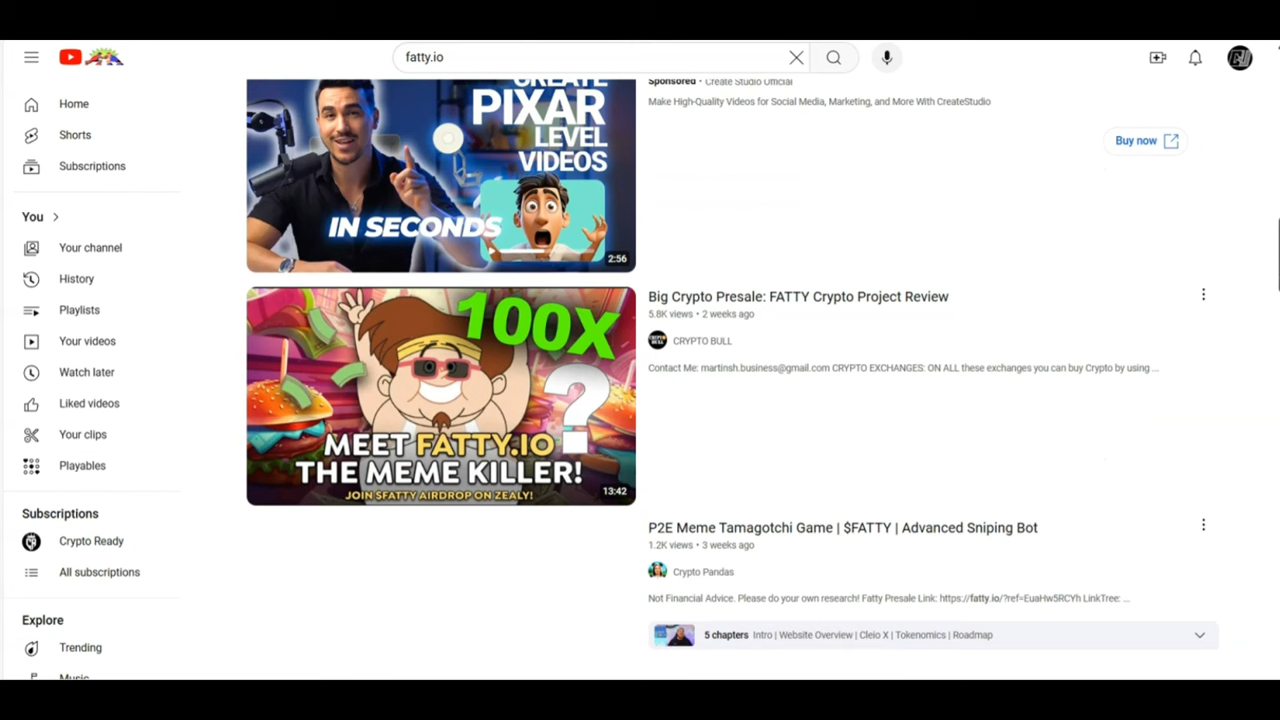 fatty.io
Home
Shorts
Subscriptions
You
Your channel
History
Playlists
Your videos
Watch later
Liked videos
Your clips
Playables
Subscriptions
Crypto Ready
All subscriptions
Explore
Trending
Music
CREATE
PIXAR
LEVEL
VIDEOS
IN SECONDS
2:56
Sponsored • Create Studio Official
Make High-Quality Videos for Social Media, Marketing, and More With CreateStudio
Buy now
100X
?
MEET FATTY.IO
THE MEME KILLER!
JOIN $FATTY AIRDROP ON ZEALY!
13:42
Big Crypto Presale: FATTY Crypto Project Review
5.8K views • 2 weeks ago
CRYPTO BULL
Contact Me: martinsh.business@gmail.com CRYPTO EXCHANGES: ON ALL these exchanges you can buy Crypto by using ...
P2E Meme Tamagotchi Game | $FATTY | Advanced Sniping Bot
1.2K views • 3 weeks ago
Crypto Pandas
Not Financial Advice. Please do your own research! Fatty Presale Link: https://fatty.io/?ref=EuaHw5RCYh LinkTree: ...
5 chapters Intro | Website Overview | Cleio X | Tokenomics | Roadmap